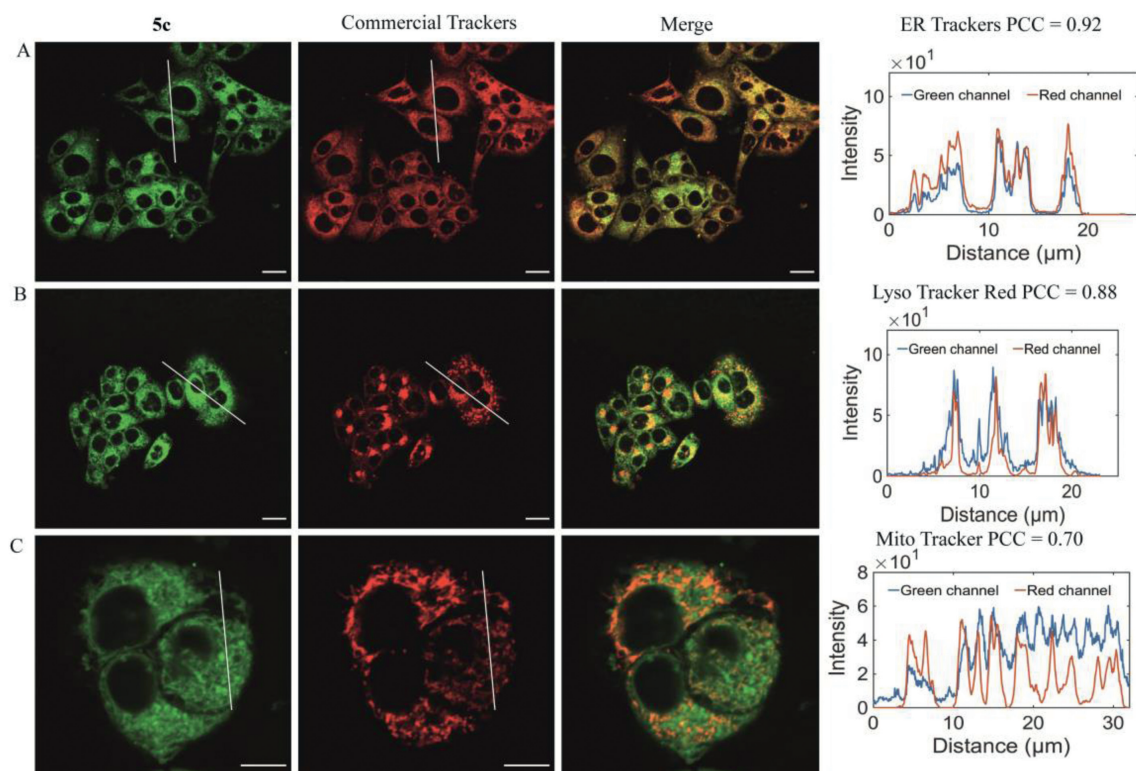 5c Commercial Trackers Merge ER Trackers PCC = 0.92
A
×10¹
Green channel Red channel
Intensity
10
5
0
0 10 20
Distance (μm)
B
Lyso Tracker Red PCC = 0.88
×10¹
Green channel Red channel
Intensity
10
5
0
0 10 20
Distance (μm)
C
Mito Tracker PCC = 0.70
×10¹
Green channel Red channel
Intensity
8
6
4
2
0
0 10 20 30
Distance (μm)